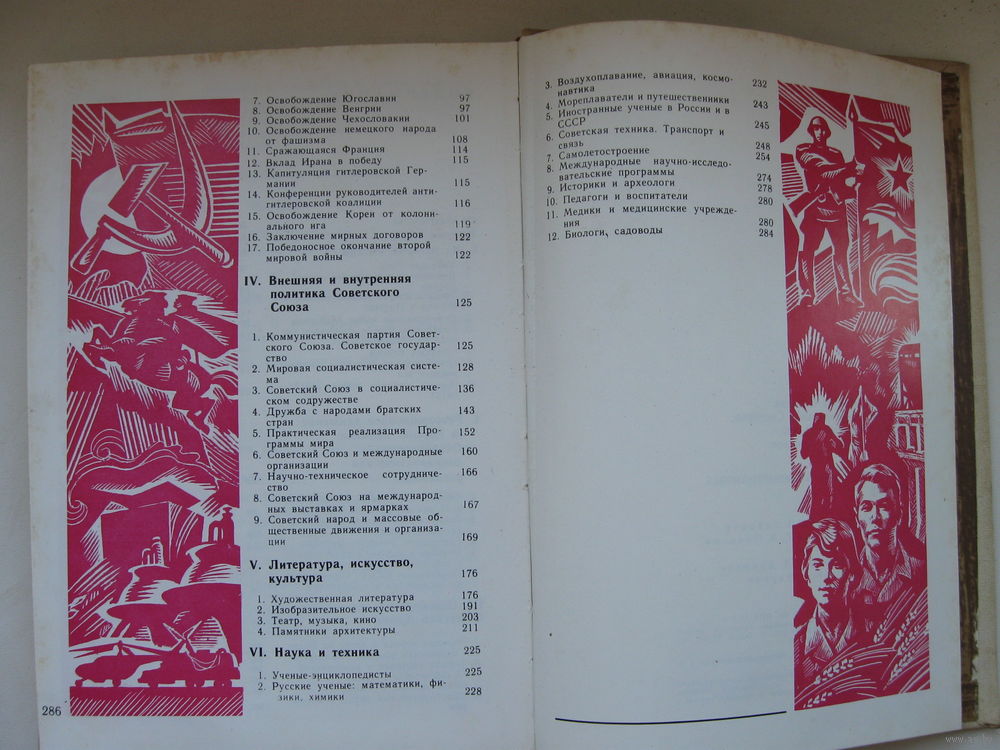 7. Освобождение Югославии 97
8. Освобождение Венгрии 97
9. Освобождение Чехословакии 101
10. Освобождение немецкого народа
от фашизма 108
11. Сражающаяся Франция 114
12. Вклад Ирана в победу 115
13. Капитуляция гитлеровской Гер-
мании 115
14. Конференции руководителей анти-
гитлеровской коалиции 116
15. Освобождение Кореи от колони-
ального ига 119
16. Заключение мирных договоров 122
17. Победоносное окончание второй
мировой войны 122
IV. Внешняя и внутренняя
политика Советского
Союза 125
1. Коммунистическая партия Совет-
ского Союза. Советское государ-
ство 125
2. Мировая социалистическая систе-
ма 128
3. Советский Союз в социалистиче-
ском содружестве 136
4. Дружба с народами братских
стран 143
5. Практическая реализация Про-
граммы мира 152
6. Советский Союз и международные
организации 160
7. Научно-техническое сотрудниче-
ство 166
8. Советский Союз на международ-
ных выставках и ярмарках 167
9. Советский народ и массовые об-
щественные движения и организа-
ции 169
V. Литература, искусство,
культура 176
1. Художественная литература 176
2. Изобразительное искусство 191
3. Театр, музыка, кино 203
4. Памятники архитектуры 211
VI. Наука и техника 225
1. Ученые-энциклопедисты 225
2. Русские ученые: математики, фи-
зики, химики 228
286
3. Воздухоплавание, авиация, космо-
навтика 232
4. Мореплаватели и путешественники 243
5. Иностранные ученые в России и в
СССР 245
6. Советская техника. Транспорт и
связь 248
7. Самолетостроение 254
8. Международные научно-исследо-
вательские программы 274
9. Историки и археологи 278
10. Педагоги и воспитатели 280
11. Медики и медицинские учрежде-
ния 280
12. Биологи, садоводы 284